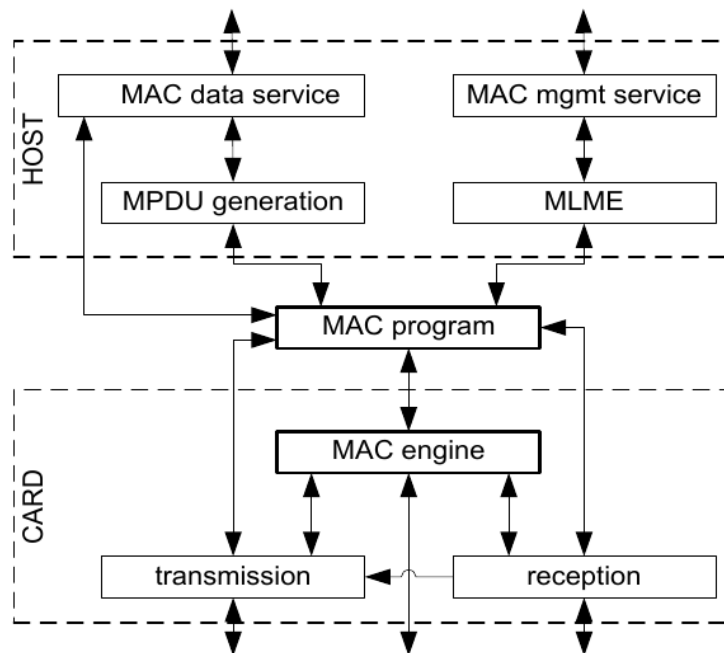 HOST
MAC data service
MAC mgmt service
MPDU generation
MLME
MAC program
CARD
MAC engine
transmission
reception